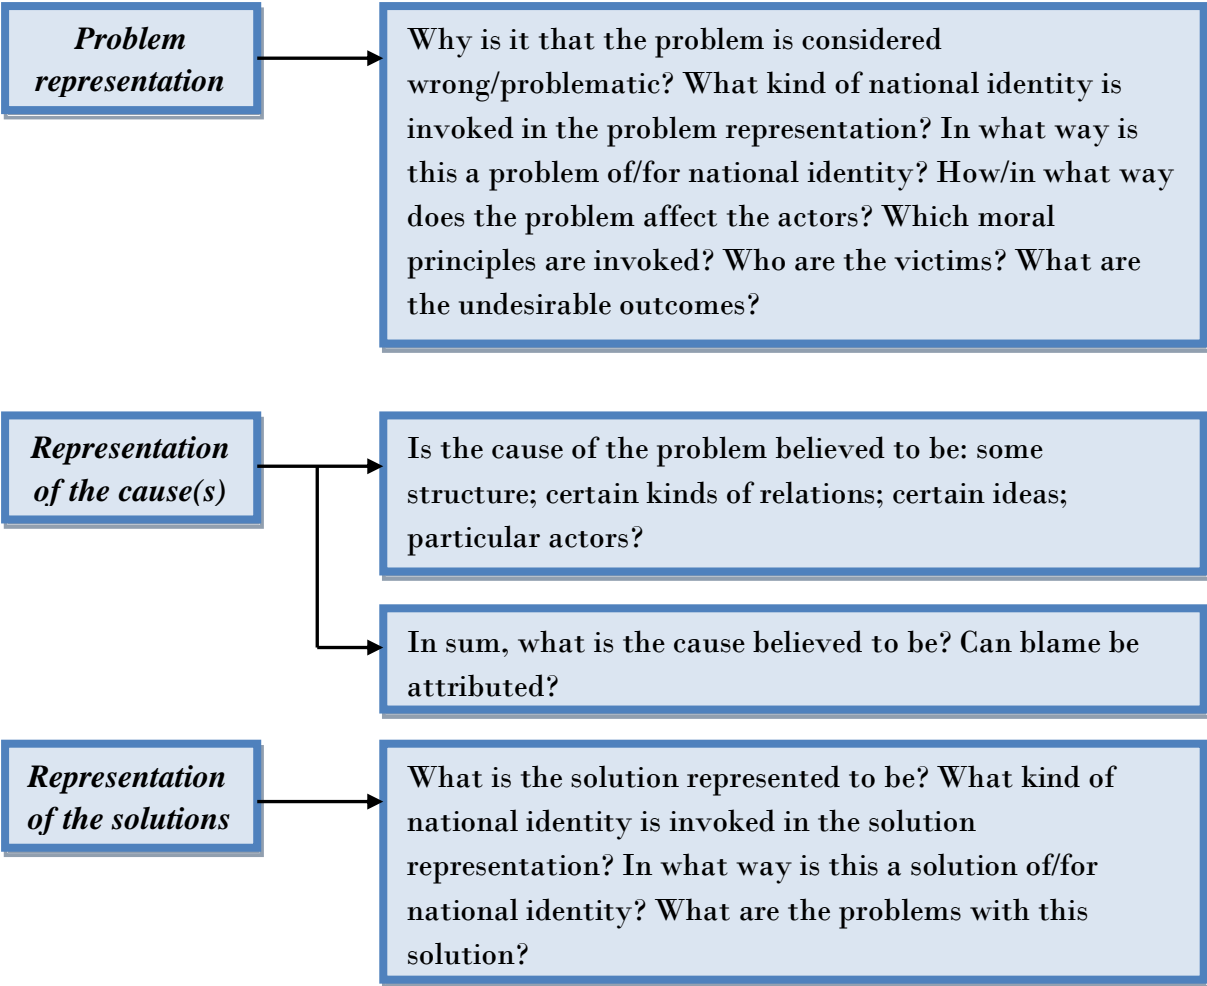 Problem
representation
Why is it that the problem is considered
wrong/problematic? What kind of national identity is
invoked in the problem representation? In what way is
this a problem of/for national identity? How/in what way
does the problem affect the actors? Which moral
principles are invoked? Who are the victims? What are
the undesirable outcomes?
Representation
of the cause(s)
Is the cause of the problem believed to be: some
structure; certain kinds of relations; certain ideas;
particular actors?
In sum, what is the cause believed to be? Can blame be
attributed?
Representation
of the solutions
What is the solution represented to be? What kind of
national identity is invoked in the solution
representation? In what way is this a solution of/for
national identity? What are the problems with this
solution?